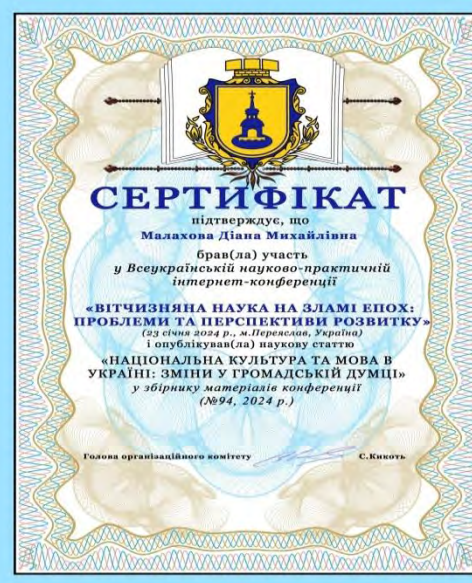 СЕРТИФІКАТ
підтверджує, що
Малахова Діана Михайлівна
брав(ла) участь
у Всеукраїнській науково-практичній
інтернет-конференції
«ВІТЧИЗНЯНА НАУКА НА ЗЛАМІ ЕПОХ:
ПРОБЛЕМИ ТА ПЕРСПЕКТИВИ РОЗВИТКУ»
(23 січня 2024 р., м.Переяслав, Україна)
і опублікував(ла) наукову статтю
«НАЦІОНАЛЬНА КУЛЬТУРА ТА МОВА В
УКРАЇНІ: ЗМІНИ У ГРОМАДСЬКІЙ ДУМЦІ»
у збірнику матеріалів конференції
(№94, 2024 р.)
Голова організаційного комітету С.Кикоть